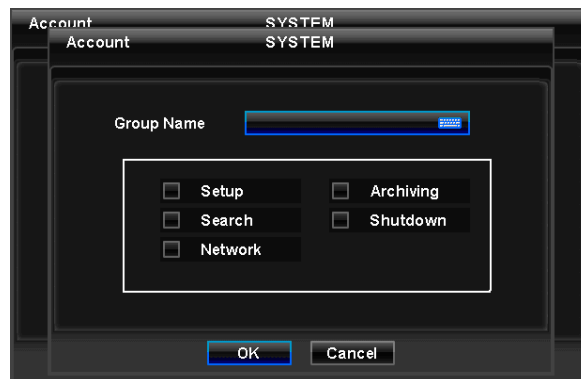 Account SYSTEM
Account SYSTEM
Group Name
Setup Archiving
Search Shutdown
Network
OK Cancel